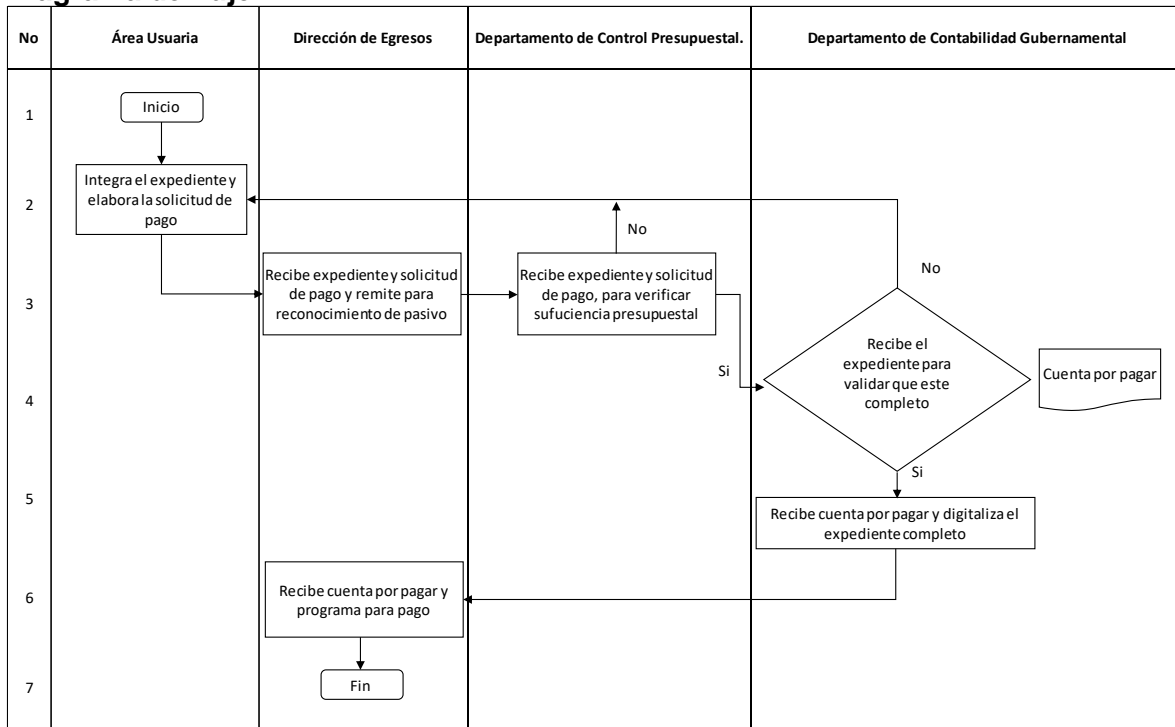 No
Área Usuaria
Dirección de Egresos
Departamento de Control Presupuestal.
Departamento de Contabilidad Gubernamental
1
Inicio
2
Integra el expediente y
elabora la solicitud de
pago
No
3
Recibe expediente y solicitud
de pago y remite para
reconocimiento de pasivo
Recibe expediente y solicitud
de pago, para verificar
sufuciencia presupuestal
No
Si
4
Recibe el
expediente para
validar que este
completo
Cuenta por pagar
Si
5
Recibe cuenta por pagar y digitaliza el
expediente completo
6
Recibe cuenta por pagar y
programa para pago
7
Fin